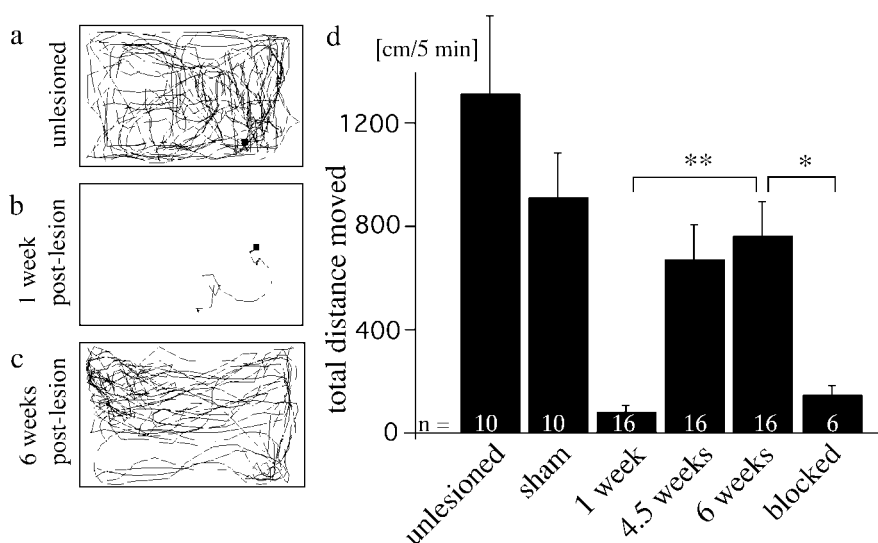 a
unlesioned
b
1 week
post-lesion
c
6 weeks
post-lesion
d
[cm/5 min]
total distance moved
1200
800
400
0
**
*
n = 10 10 16 16 16 6
unlesioned
sham
1 week
4.5 weeks
6 weeks
blocked